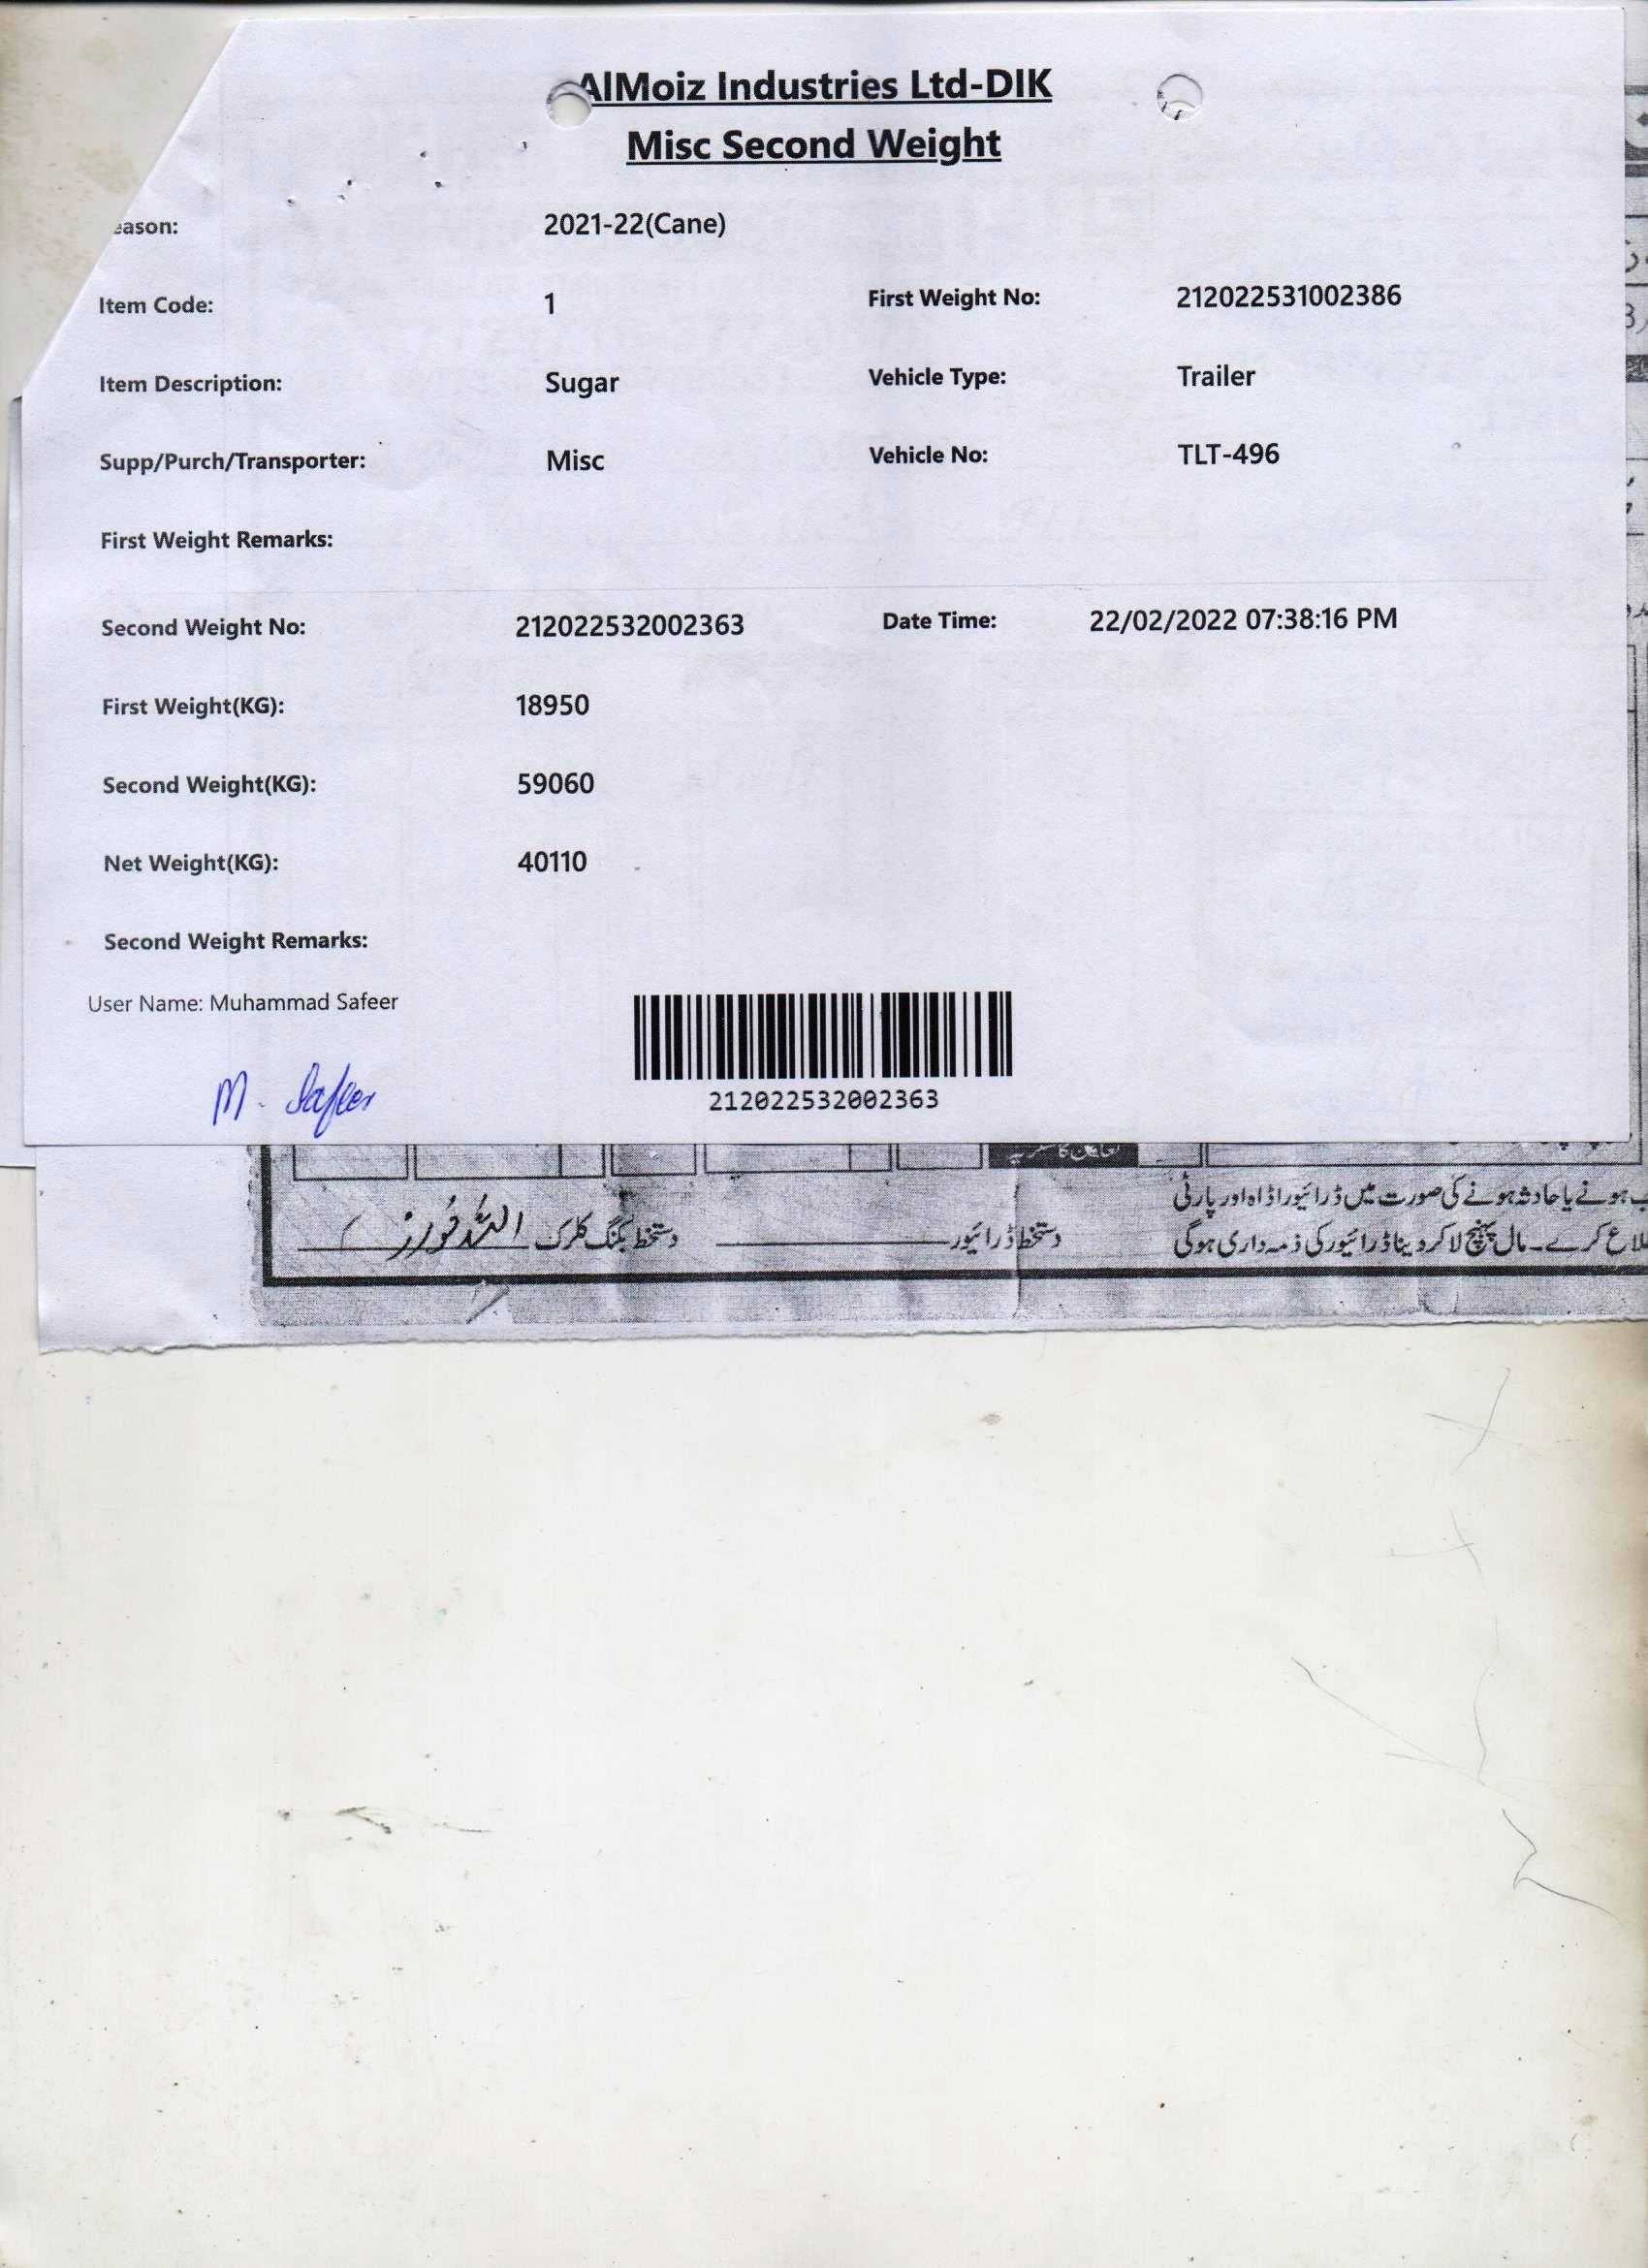 AlMoiz Industries Ltd-DIK
Misc Second Weight
eason: 2021-22(Cane)
Item Code: 1 First Weight No: 212022531002386
Item Description: Sugar Vehicle Type: Trailer
Supp/Purch/Transporter: Misc Vehicle No: TLT-496
First Weight Remarks:
Second Weight No: 212022532002363 Date Time: 22/02/2022 07:38:16 PM
First Weight(KG): 18950
Second Weight(KG): 59060
Net Weight(KG): 40110
Second Weight Remarks:
User Name: Muhammad Safeer
M. Safeer
212022532002363
ہونے یا حادثہ ہونے کی صورت میں ڈرائیور اڈہ اور پارٹی
کرے۔ مال پہنچ لا کر دینا ڈرائیور کی ذمہ داری ہوگی
دستخط ڈرائیور
دستخط بکنگ کلرک